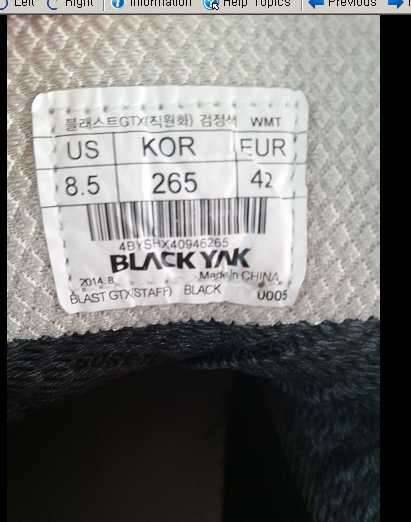 Left Right Information Help Topics Previous
블래스트GTX(직원화) 검정색 WMT
US KOR EUR
8.5 265 42
4BYSHX40946265
BLACK YAK
2014.8 Made in CHINA
BLAST GTX(STAFF) BLACK 0005